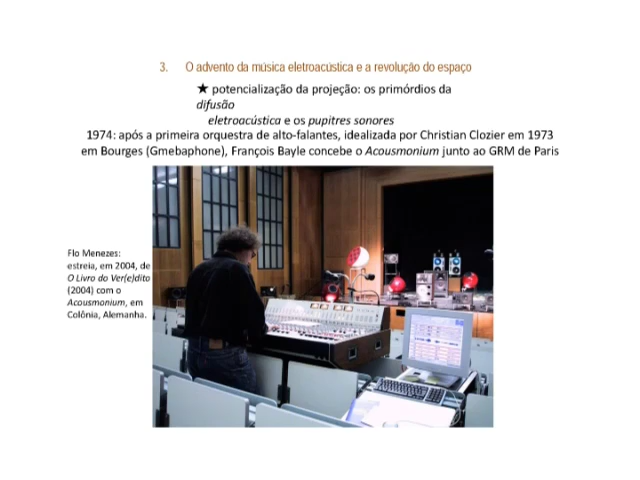 3. O advento da música eletroacústica e a revolução do espaço
★ potencialização da projeção: os primórdios da
difusão
eletroacústica e os pupitres sonores
1974: após a primeira orquestra de alto-falantes, idealizada por Christian Clozier em 1973
em Bourges (Gmebaphone), François Bayle concebe o Acousmonium junto ao GRM de Paris
Flo Menezes:
estreia, em 2004, de
O Livro do Ver(e)dito
(2004) com o
Acousmonium, em
Colônia, Alemanha.